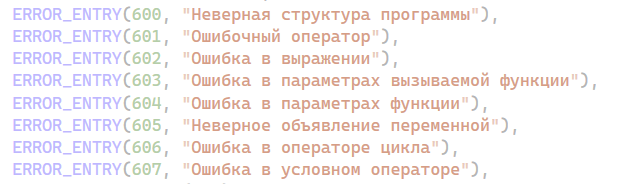 ERROR_ENTRY(600, "Неверная структура программы"),
ERROR_ENTRY(601, "Ошибочный оператор"),
ERROR_ENTRY(602, "Ошибка в выражении"),
ERROR_ENTRY(603, "Ошибка в параметрах вызываемой функции"),
ERROR_ENTRY(604, "Ошибка в параметрах функции"),
ERROR_ENTRY(605, "Неверное объявление переменной"),
ERROR_ENTRY(606, "Ошибка в операторе цикла"),
ERROR_ENTRY(607, "Ошибка в условном операторе"),